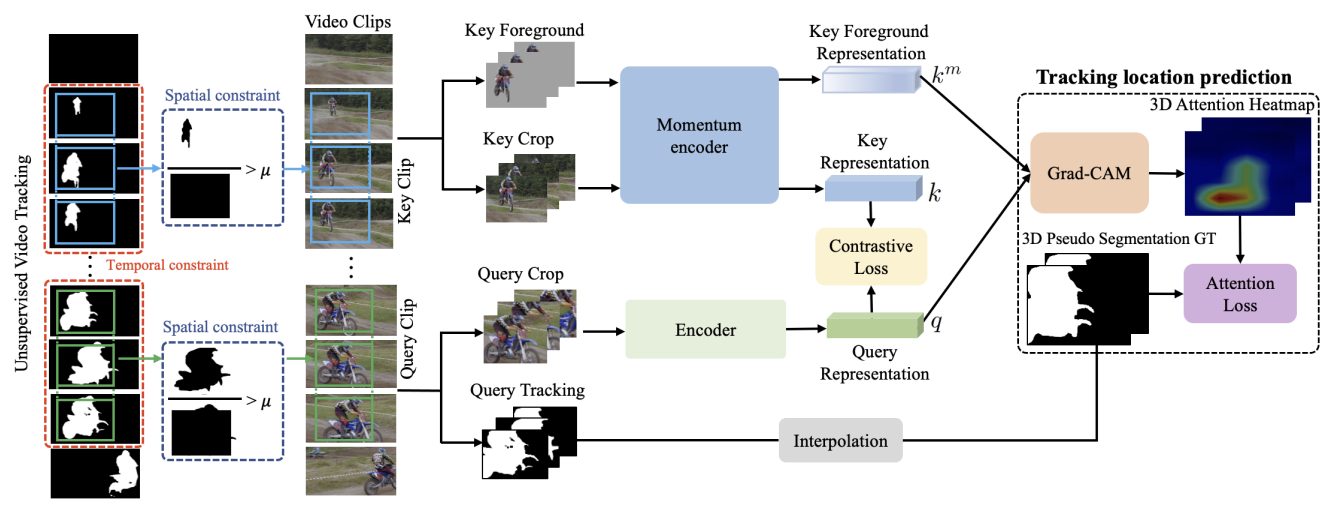 Unsupervised Video Tracking
Temporal constraint
Spatial constraint
> μ
Spatial constraint
> μ
Video Clips
Key Clip
Query Clip
Key Foreground
Key Crop
Query Crop
Query Tracking
Momentum
encoder
Encoder
Interpolation
Key Foreground
Representation
k^m
Key
Representation
k
Contrastive
Loss
q
Query
Representation
Tracking location prediction
3D Attention Heatmap
Grad-CAM
3D Pseudo Segmentation GT
Attention
Loss